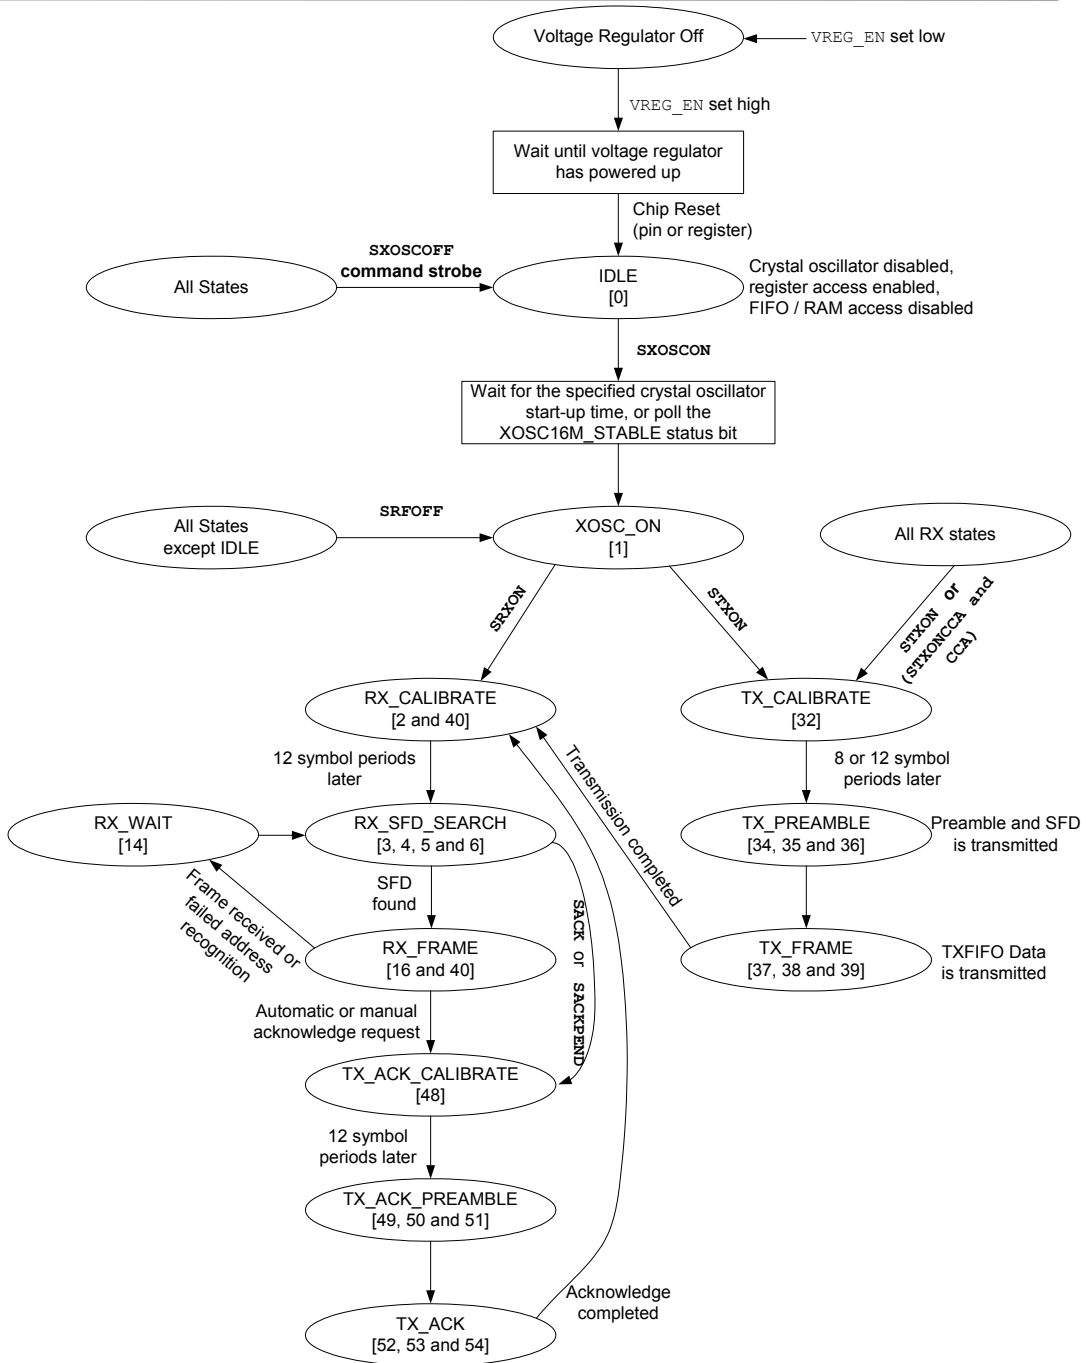 Voltage Regulator Off
VREG_EN set low
VREG_EN set high
Wait until voltage regulator
has powered up
Chip Reset
(pin or register)
SXOSCOFF
command strobe
All States
IDLE
[0]
Crystal oscillator disabled,
register access enabled,
FIFO / RAM access disabled
SXOSCON
Wait for the specified crystal oscillator
start-up time, or poll the
XOSC16M_STABLE status bit
All States
except IDLE
SRFOFF
XOSC_ON
[1]
All RX states
SRXON
STXON
STXON or
(STXONCCA and
CCA)
RX_CALIBRATE
[2 and 40]
TX_CALIBRATE
[32]
12 symbol periods
later
Transmission completed
8 or 12 symbol
periods later
RX_WAIT
[14]
RX_SFD_SEARCH
[3, 4, 5 and 6]
TX_PREAMBLE
[34, 35 and 36]
Preamble and SFD
is transmitted
Frame received or
failed address
recognition
SFD
found
SACK or SACKPEND
RX_FRAME
[16 and 40]
TX_FRAME
[37, 38 and 39]
TXFIFO Data
is transmitted
Automatic or manual
acknowledge request
TX_ACK_CALIBRATE
[48]
12 symbol
periods later
TX_ACK_PREAMBLE
[49, 50 and 51]
Acknowledge
completed
TX_ACK
[52, 53 and 54]